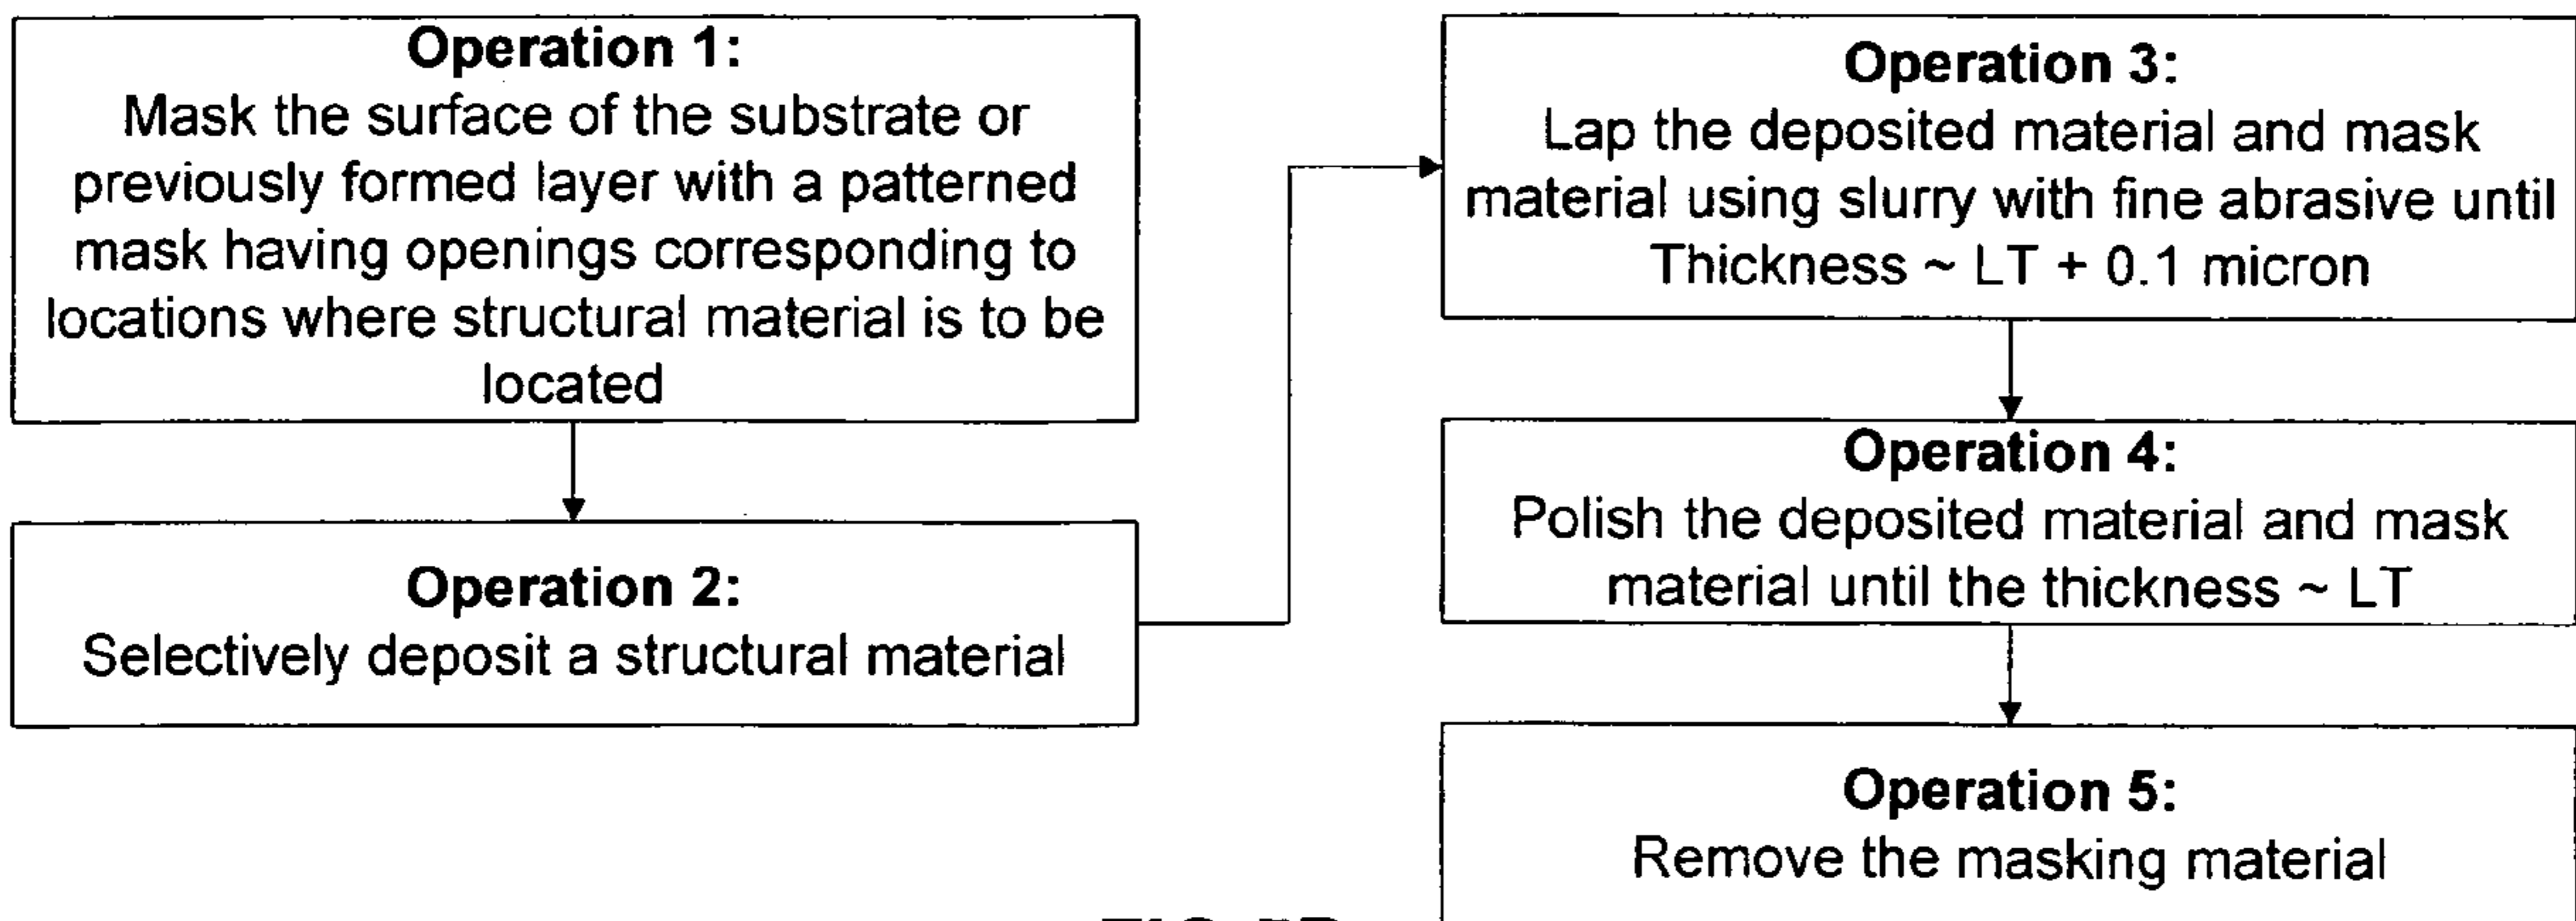 Operation 1:
Mask the surface of the substrate or
previously formed layer with a patterned
mask having openings corresponding to
locations where structural material is to be
located
Operation 2:
Selectively deposit a structural material
Operation 3:
Lap the deposited material and mask
material using slurry with fine abrasive until
Thickness ~ LT + 0.1 micron
Operation 4:
Polish the deposited material and mask
material until the thickness ~ LT
Operation 5:
Remove the masking material